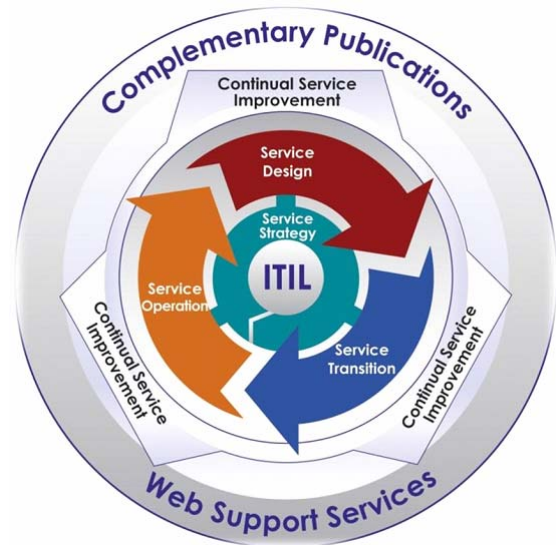 Complementary Publications
Continual Service
Improvement
Service
Design
Service
Strategy
ITIL
Service
Operation
Service
Transition
Continual Service
Improvement
Continual Service
Improvement
Web Support Services